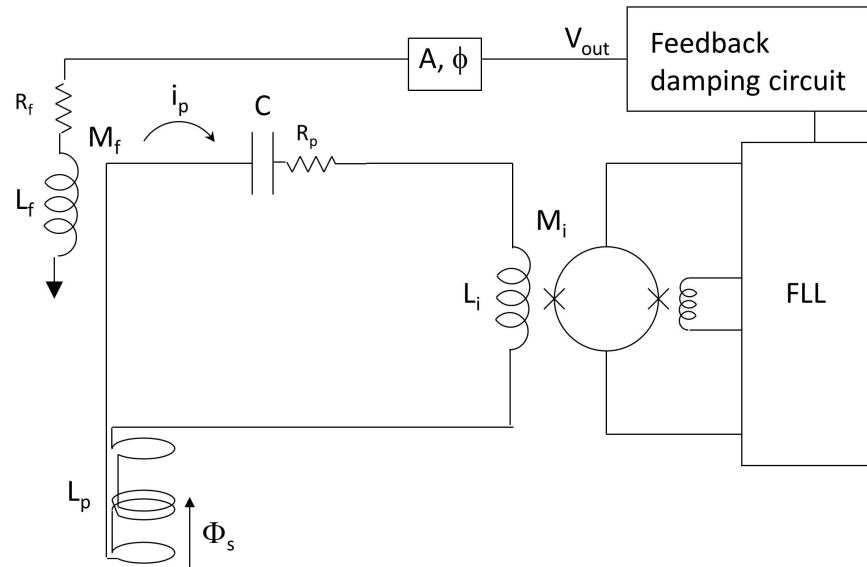 V_out
Feedback
damping circuit
A, ϕ
R_f
M_f
i_p
C
R_p
L_f
M_i
L_i
FLL
L_p
Φ_s